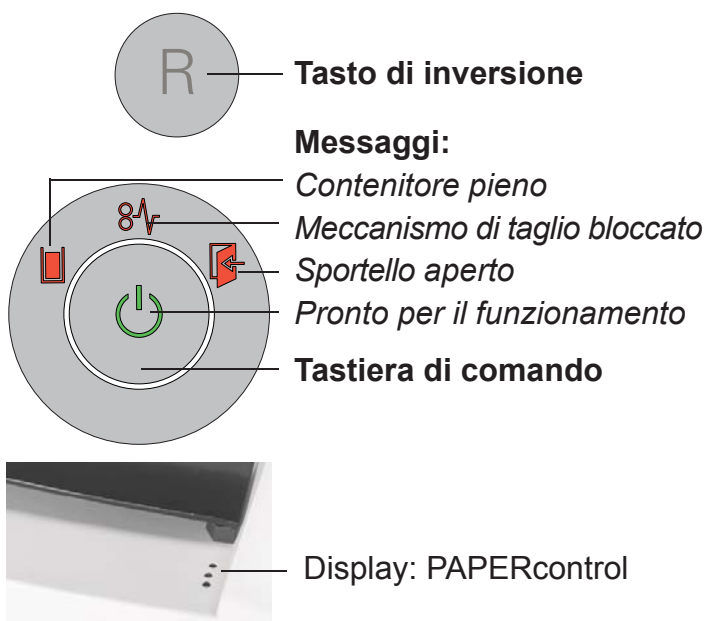 R
Tasto di inversione
Messaggi:
Contenitore pieno
Meccanismo di taglio bloccato
Sportello aperto
Pronto per il funzionamento
Tastiera di comando
Display: PAPERcontrol